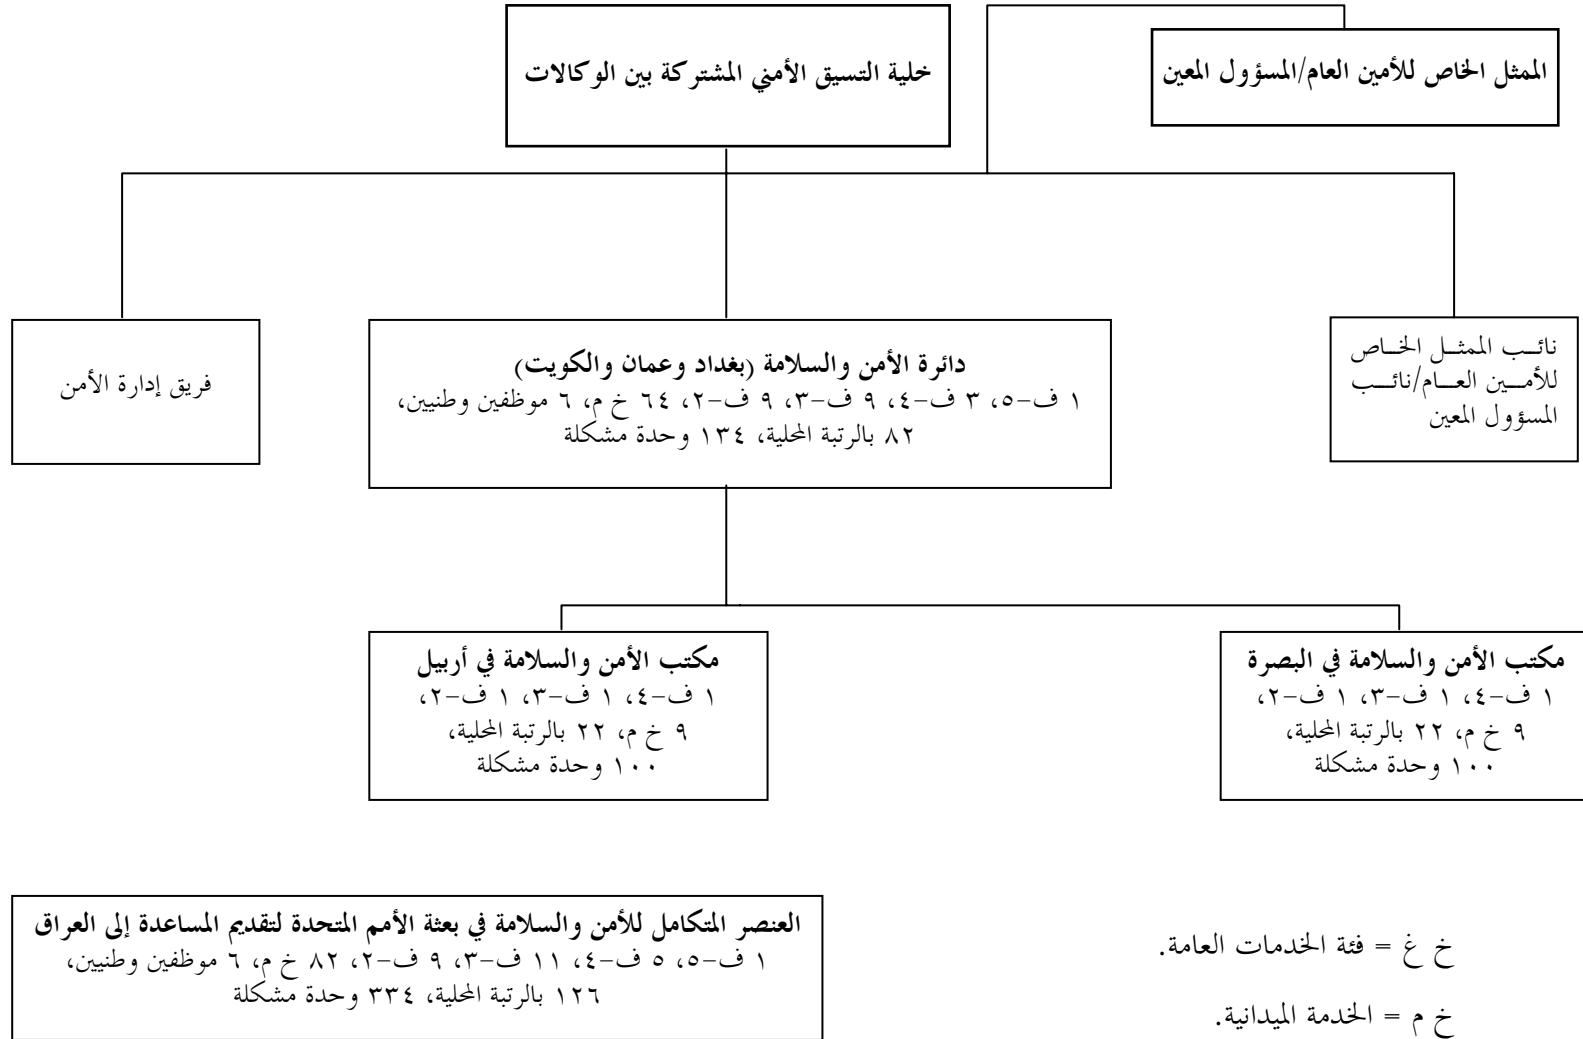 الممثل الخاص للأمين العام/المسؤول المعين
خلية التسيق الأمني المشتركة بين الوكالات
نائب الممثل الخاص
للأمين العام/نائب
المسؤول المعين
دائرة الأمن والسلامة (بغداد وعمان والكويت)
١ ف-٥، ٣ ف-٤، ٩ ف-٣، ٩ ف-٢، ٦٤ خ م، ٦ موظفين وطنيين،
٨٢ بالرتبة المحلية، ١٣٤ وحدة مشكلة
فريق إدارة الأمن
مكتب الأمن والسلامة في البصرة
١ ف-٤، ١ ف-٣، ١ ف-٢،
٩ خ م، ٢٢ بالرتبة المحلية،
١٠٠ وحدة مشكلة
مكتب الأمن والسلامة في أربيل
١ ف-٤، ١ ف-٣، ١ ف-٢،
٩ خ م، ٢٢ بالرتبة المحلية،
١٠٠ وحدة مشكلة
العنصر المتكامل للأمن والسلامة في بعثة الأمم المتحدة لتقديم المساعدة إلى العراق
١ ف-٥، ٥ ف-٤، ١١ ف-٣، ٩ ف-٢، ٨٢ خ م، ٦ موظفين وطنيين،
١٢٦ بالرتبة المحلية، ٣٣٤ وحدة مشكلة
خ غ = فئة الخدمات العامة.
خ م = الخدمة الميدانية.